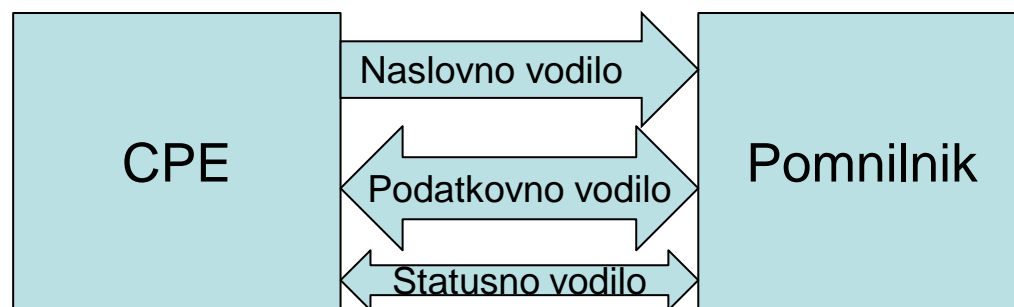 Naslovno vodilo
CPE
Pomnilnik
Podatkovno vodilo
Statusno vodilo